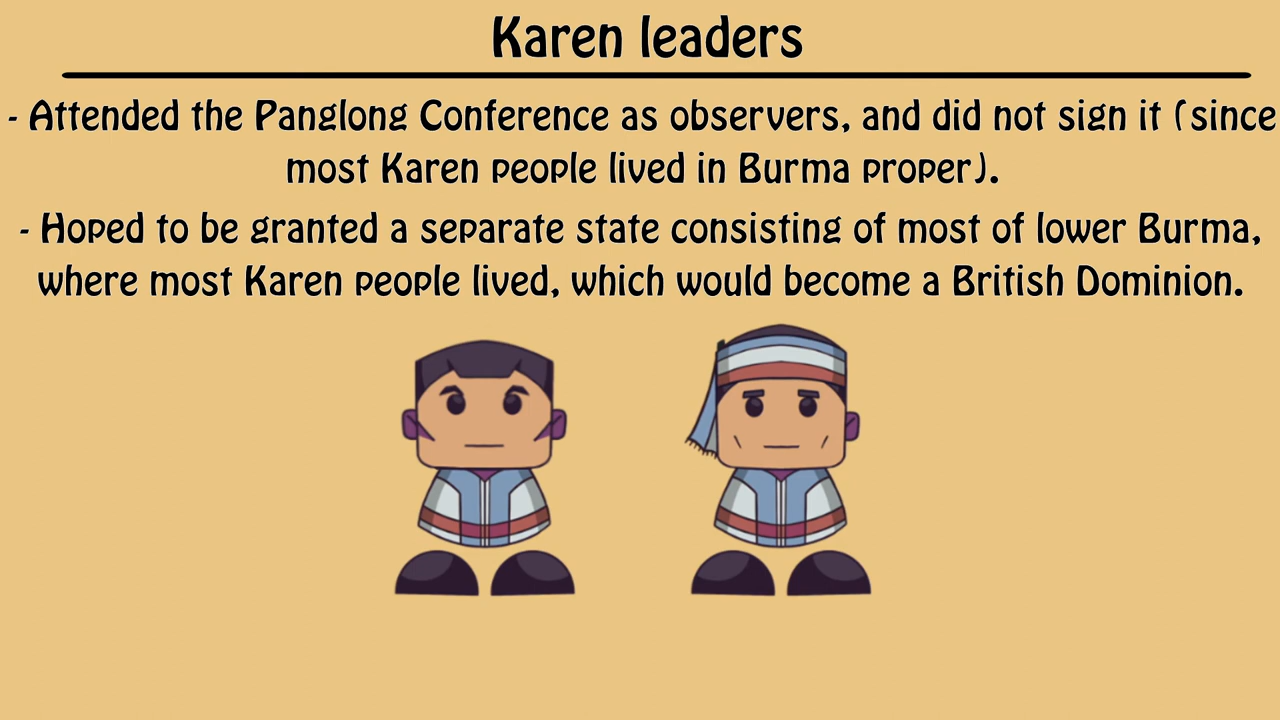 Karen leaders
- Attended the Panglong Conference as observers, and did not sign it (since
most Karen people lived in Burma proper).
- Hoped to be granted a separate state consisting of most of lower Burma,
where most Karen people lived, which would become a British Dominion.